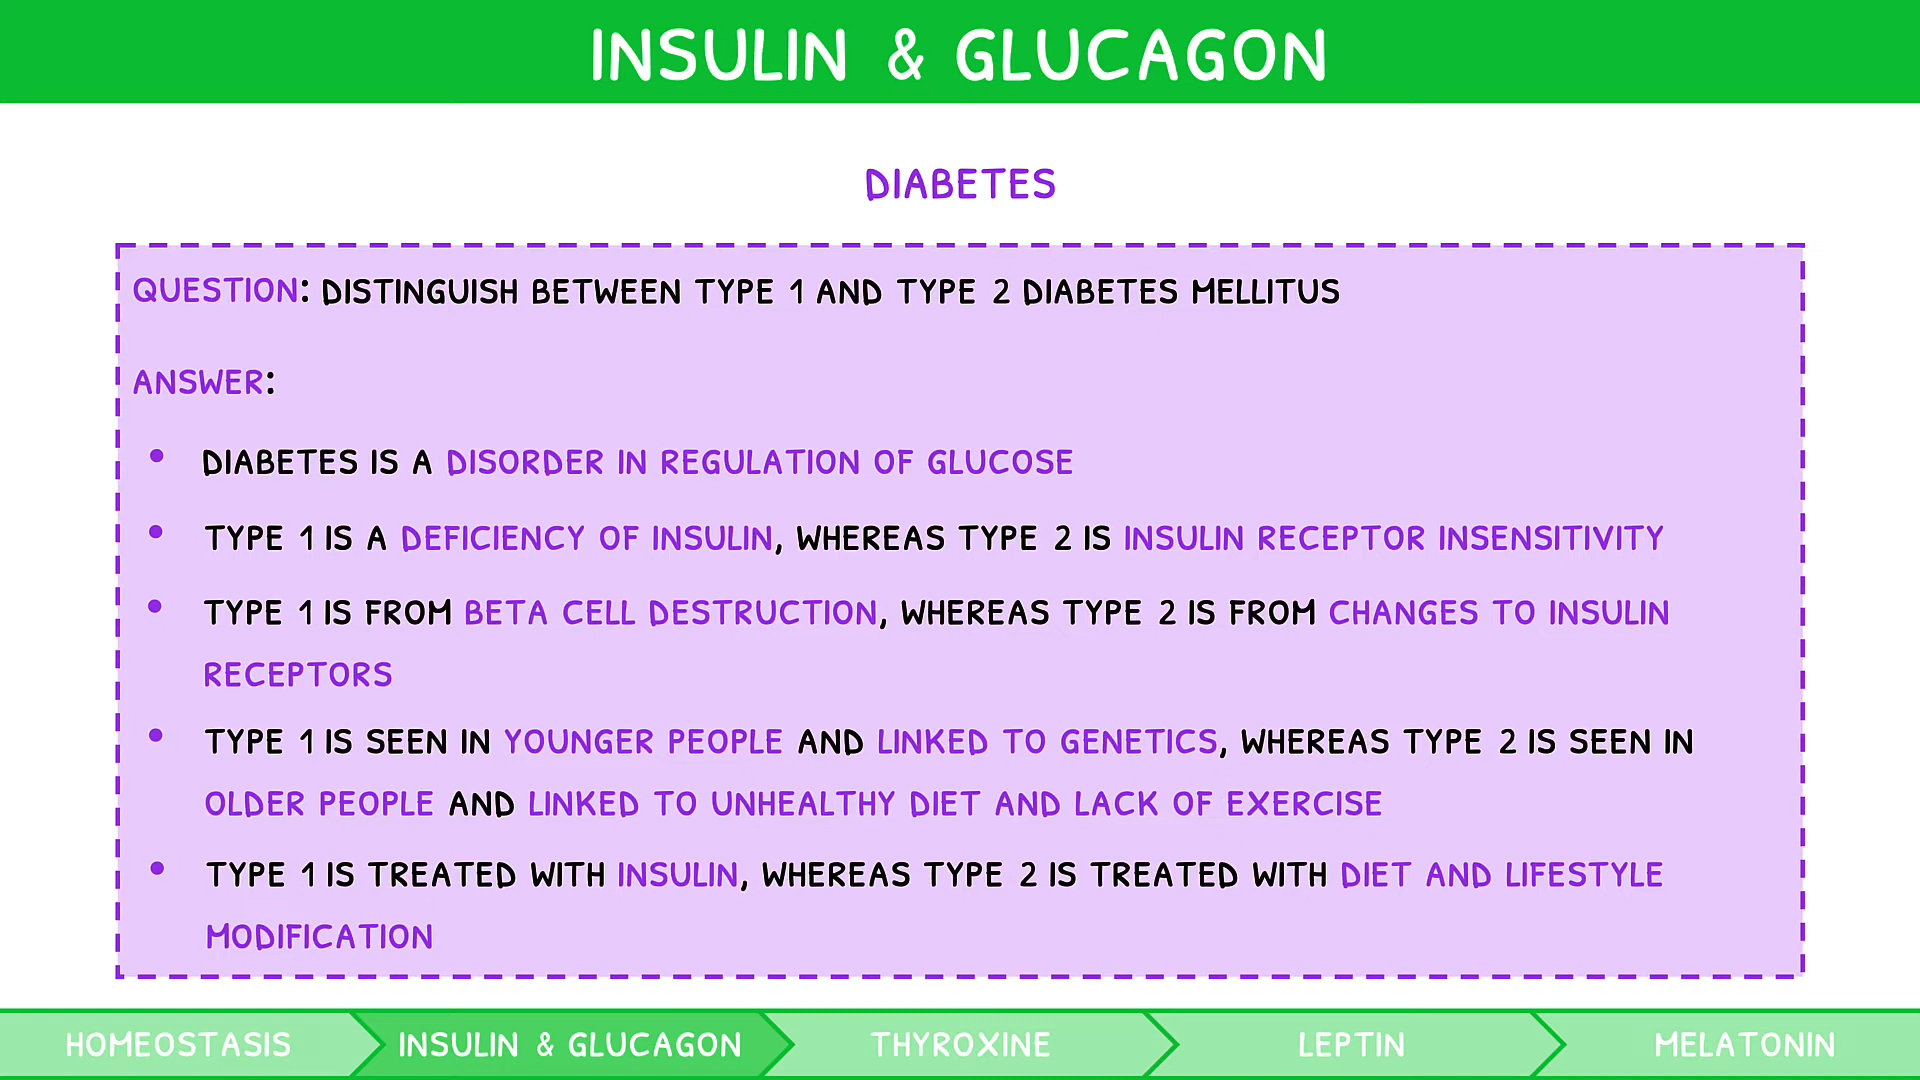 INSULIN & GLUCAGON
DIABETES
QUESTION: DISTINGUISH BETWEEN TYPE 1 AND TYPE 2 DIABETES MELLITUS
ANSWER:
• DIABETES IS A DISORDER IN REGULATION OF GLUCOSE
• TYPE 1 IS A DEFICIENCY OF INSULIN, WHEREAS TYPE 2 IS INSULIN RECEPTOR INSENSITIVITY
• TYPE 1 IS FROM BETA CELL DESTRUCTION, WHEREAS TYPE 2 IS FROM CHANGES TO INSULIN
RECEPTORS
• TYPE 1 IS SEEN IN YOUNGER PEOPLE AND LINKED TO GENETICS, WHEREAS TYPE 2 IS SEEN IN
OLDER PEOPLE AND LINKED TO UNHEALTHY DIET AND LACK OF EXERCISE
• TYPE 1 IS TREATED WITH INSULIN, WHEREAS TYPE 2 IS TREATED WITH DIET AND LIFESTYLE
MODIFICATION
HOMEOSTASIS INSULIN & GLUCAGON THYROXINE LEPTIN MELATONIN